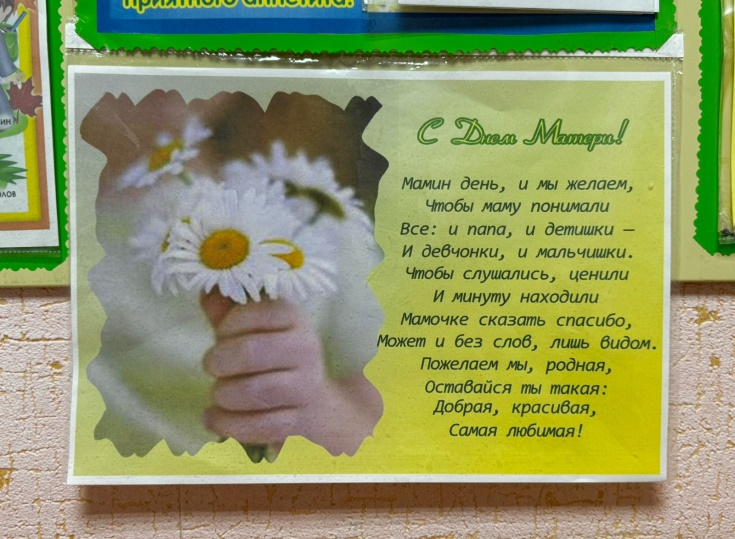 приятного аппетита!
С Днем Матери!
Мамин день, и мы желаем,
Чтобы маму понимали
Все: и папа, и детишки –
И девчонки, и мальчишки.
Чтобы слушались, ценили
И минуту находили
Мамочке сказать спасибо,
Может и без слов, лишь видом.
Пожелаем мы, родная,
Оставайся ты такая:
Добрая, красивая,
Самая любимая!